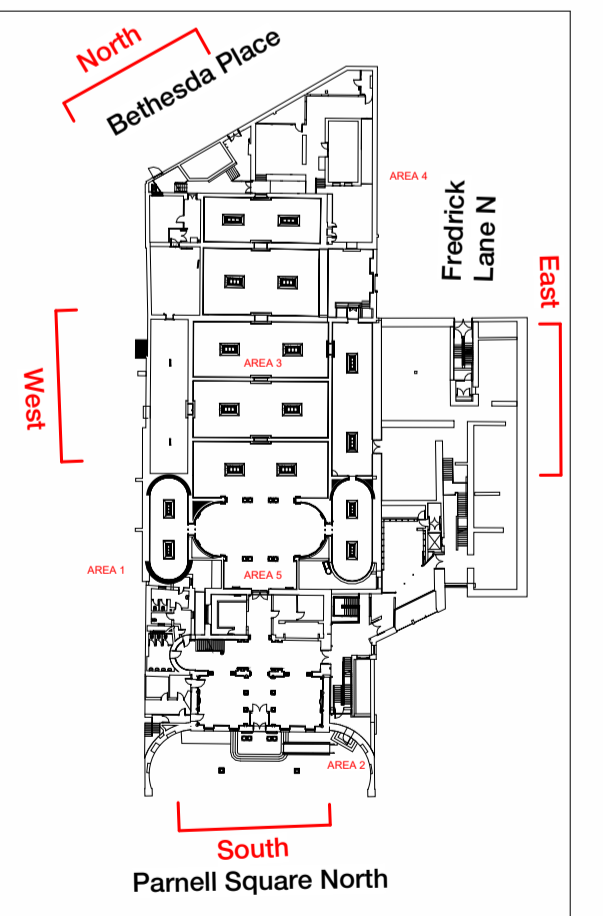 North
Bethesda Place
AREA 4
Fredrick
Lane N
East
AREA 3
West
AREA 1
AREA 5
AREA 2
South
Parnell Square North